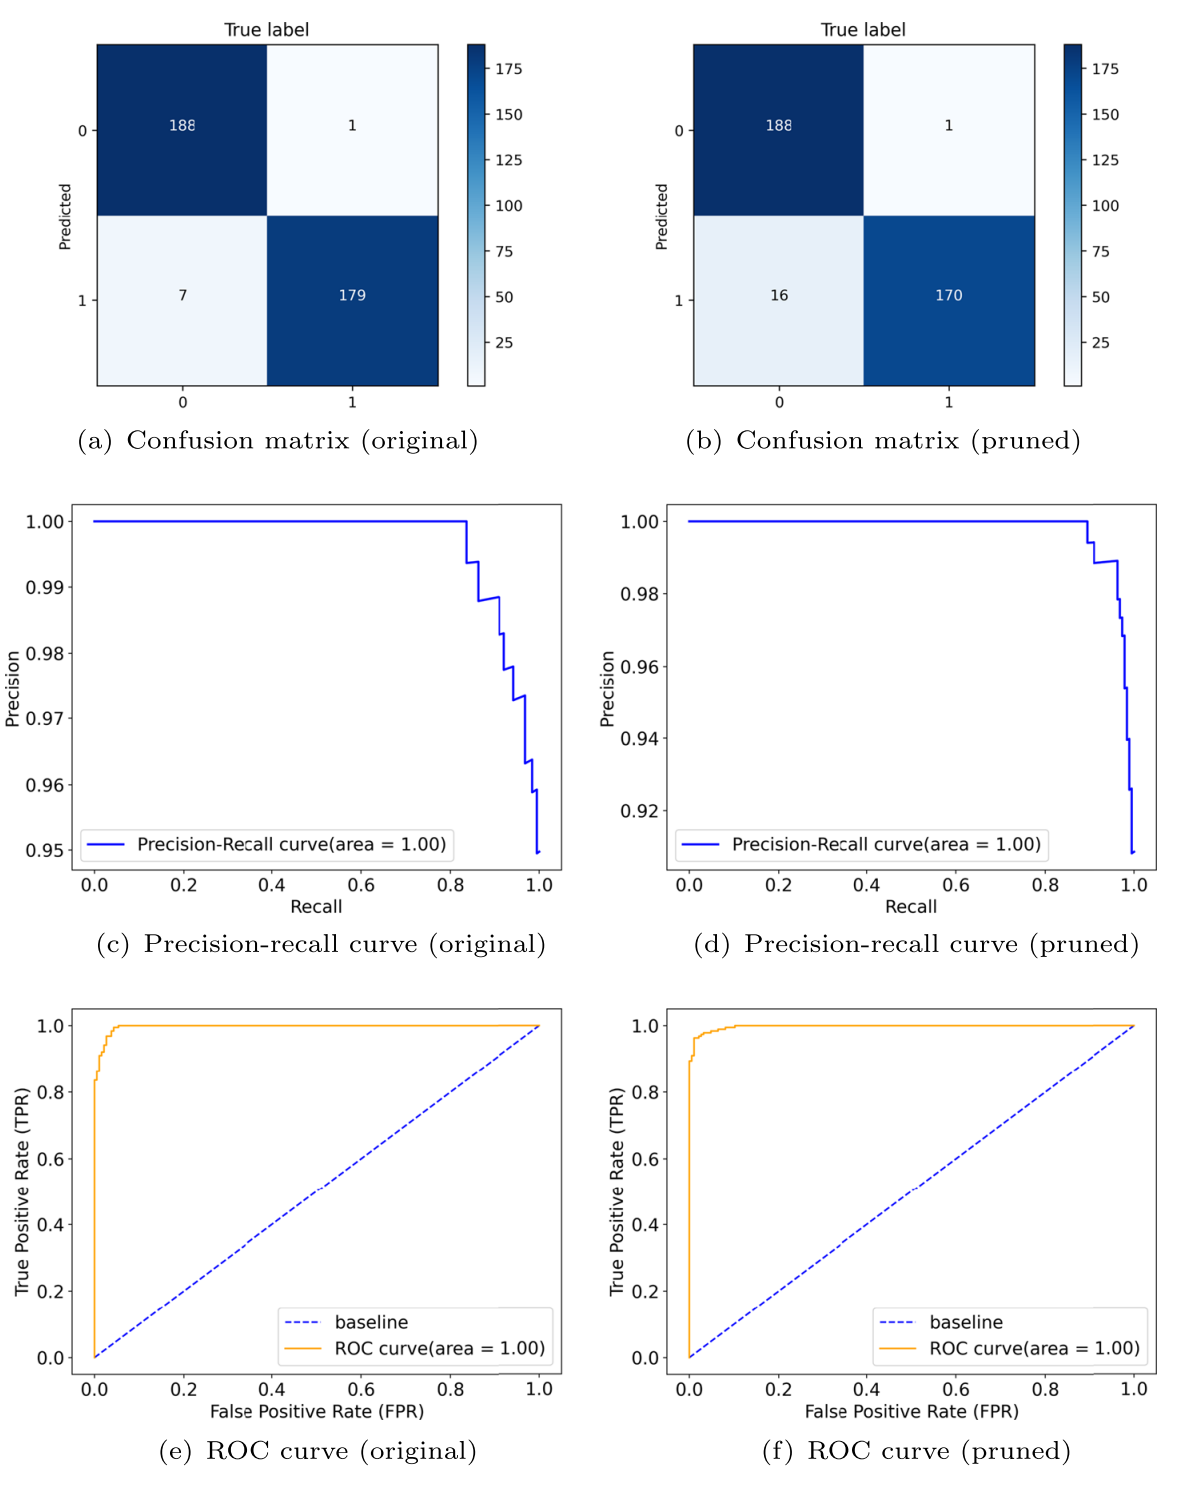 True label
True label
0
188
1
175
150
125
100
75
50
25
Predicted
1
7
179
0
1
0
188
1
175
150
125
100
75
50
25
Predicted
1
16
170
0
1
(a) Confusion matrix (original)
(b) Confusion matrix (pruned)
1.00
0.99
0.98
0.97
0.96
0.95
Precision
Precision-Recall curve(area = 1.00)
0.0 0.2 0.4 0.6 0.8 1.0
Recall
1.00
0.98
0.96
0.94
0.92
Precision
Precision-Recall curve(area = 1.00)
0.0 0.2 0.4 0.6 0.8 1.0
Recall
(c) Precision-recall curve (original)
(d) Precision-recall curve (pruned)
1.0
0.8
0.6
0.4
0.2
0.0
True Positive Rate (TPR)
baseline
ROC curve(area = 1.00)
0.0 0.2 0.4 0.6 0.8 1.0
False Positive Rate (FPR)
1.0
0.8
0.6
0.4
0.2
0.0
True Positive Rate (TPR)
baseline
ROC curve(area = 1.00)
0.0 0.2 0.4 0.6 0.8 1.0
False Positive Rate (FPR)
(e) ROC curve (original)
(f) ROC curve (pruned)